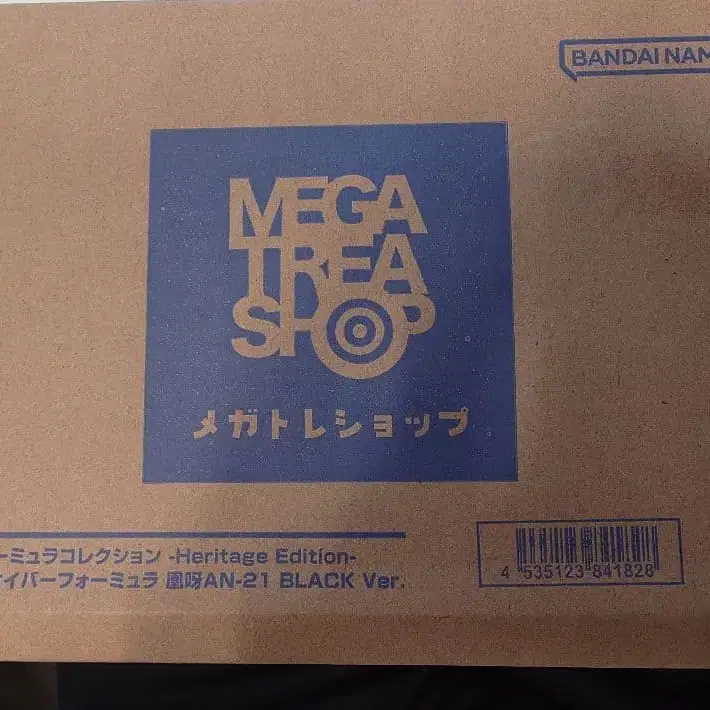 BANDAI NAM
MEGA
TREA
SHOP
メガトレショップ
ーミュラコレクション -Heritage Edition-
イバーフォーミュラ 凰呀AN-21 BLACK Ver.
4 535123 841828